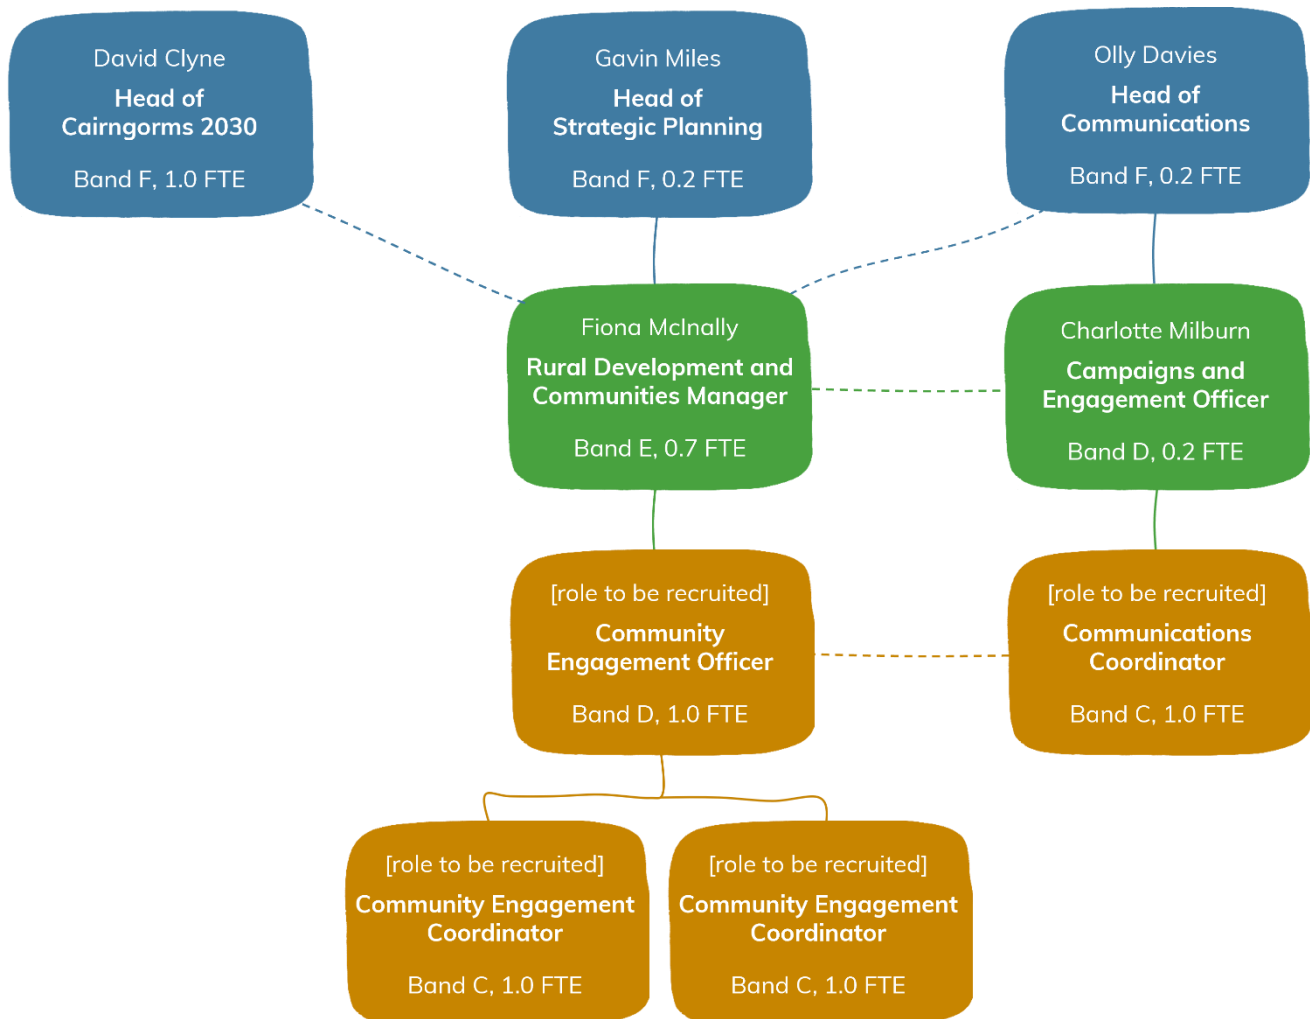 David Clyne
Head of
Cairngorms 2030
Band F, 1.0 FTE
Gavin Miles
Head of
Strategic Planning
Band F, 0.2 FTE
Olly Davies
Head of
Communications
Band F, 0.2 FTE
Fiona McInally
Rural Development and
Communities Manager
Band E, 0.7 FTE
Charlotte Milburn
Campaigns and
Engagement Officer
Band D, 0.2 FTE
[role to be recruited]
Community
Engagement Officer
Band D, 1.0 FTE
[role to be recruited]
Communications
Coordinator
Band C, 1.0 FTE
[role to be recruited]
Community Engagement
Coordinator
Band C, 1.0 FTE
[role to be recruited]
Community Engagement
Coordinator
Band C, 1.0 FTE